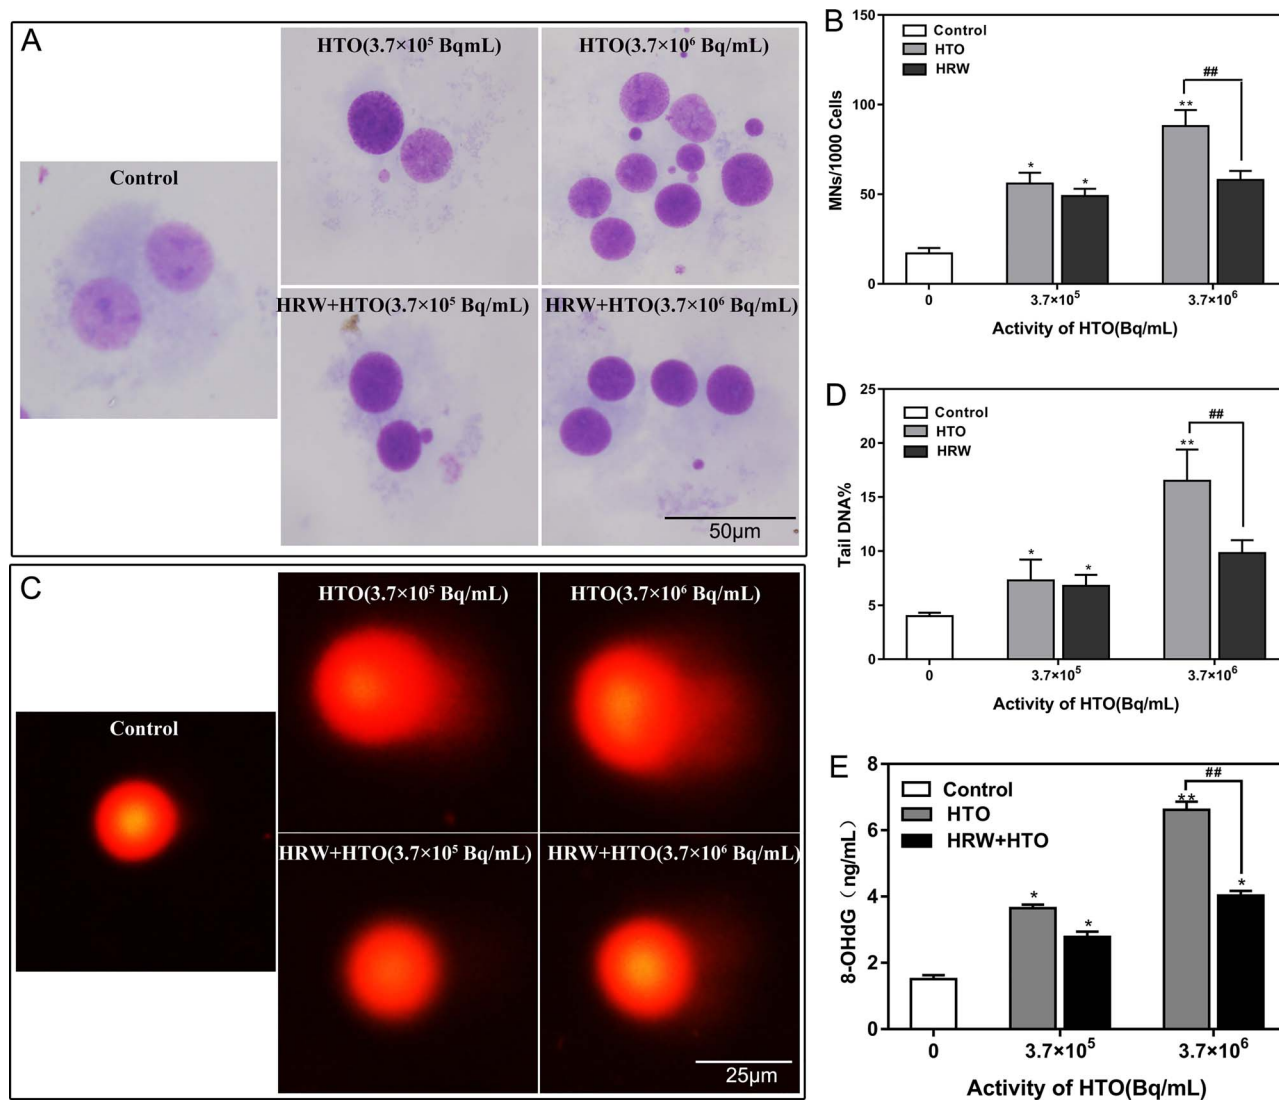 A
HTO(3.7×10⁵ BqmL)
HTO(3.7×10⁶ Bq/mL)
Control
HRW+HTO(3.7×10⁵ Bq/mL)
HRW+HTO(3.7×10⁶ Bq/mL)
50μm
B
150
100
50
0
MNs/1000 Cells
Control
HTO
HRW
*
*
**
##
0
3.7×10⁵
3.7×10⁶
Activity of HTO(Bq/mL)
C
HTO(3.7×10⁵ Bq/mL)
HTO(3.7×10⁶ Bq/mL)
Control
HRW+HTO(3.7×10⁵ Bq/mL)
HRW+HTO(3.7×10⁶ Bq/mL)
25μm
D
25
20
15
10
5
0
Tail DNA%
Control
HTO
HRW
*
*
**
##
0
3.7×10⁵
3.7×10⁶
Activity of HTO(Bq/mL)
E
8
6
4
2
0
8-OHdG（ng/mL）
Control
HTO
HRW+HTO
*
*
**
*
##
0
3.7×10⁵
3.7×10⁶
Activity of HTO(Bq/mL)